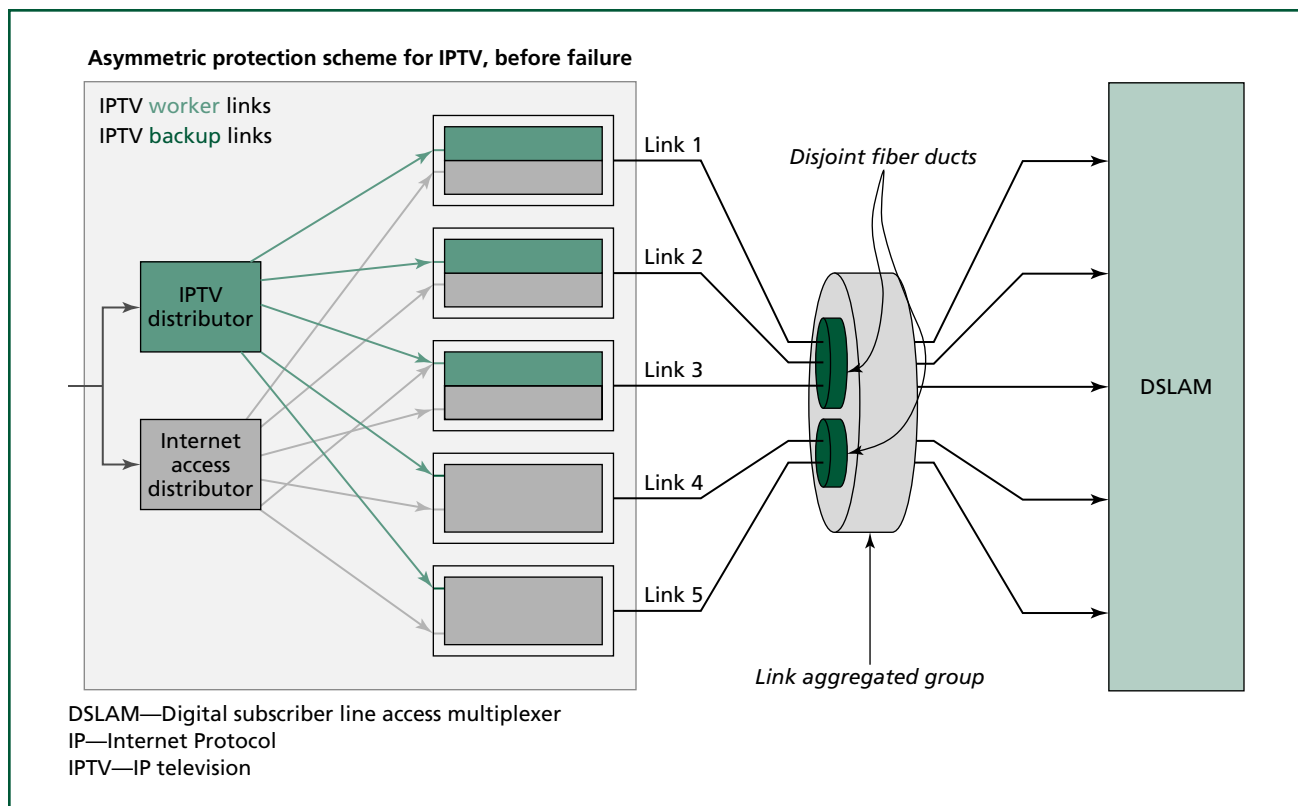 Asymmetric protection scheme for IPTV, before failure
IPTV worker links
IPTV backup links
IPTV
distributor
Internet
access
distributor
Link 1
Link 2
Link 3
Link 4
Link 5
Disjoint fiber ducts
Link aggregated group
DSLAM
DSLAM—Digital subscriber line access multiplexer
IP—Internet Protocol
IPTV—IP television